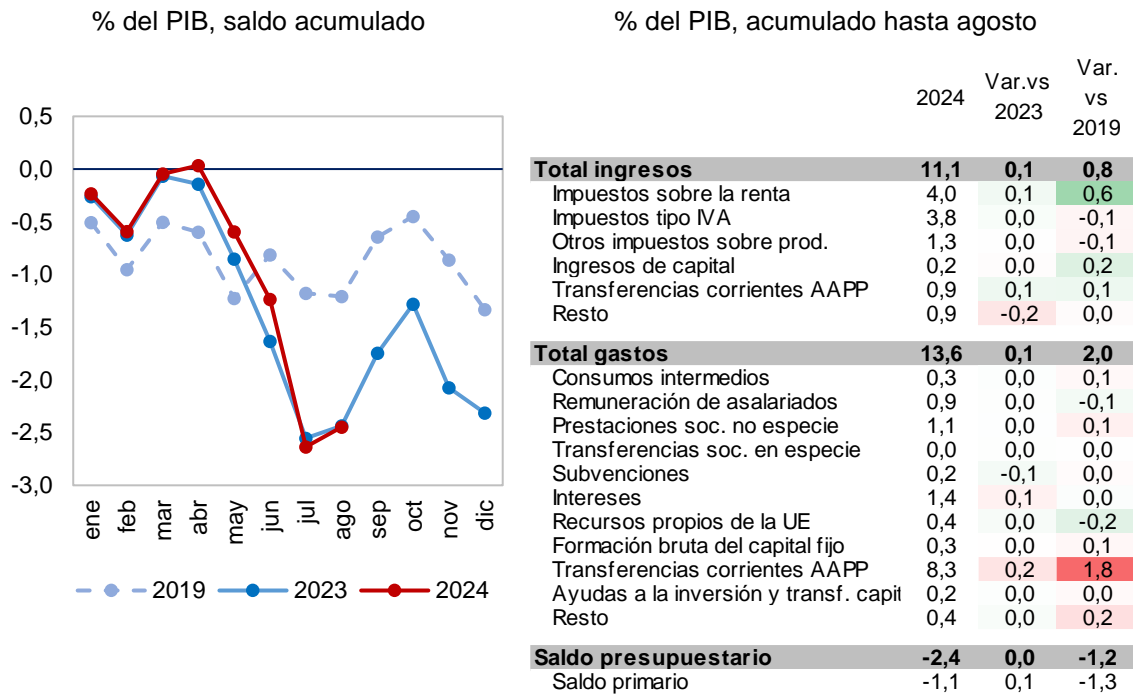 % del PIB, saldo acumulado
0,5
0,0
-0,5
-1,0
-1,5
-2,0
-2,5
-3,0
ene feb mar abr may jun jul ago sep oct nov dic
2019 2023 2024
% del PIB, acumulado hasta agosto
2024 Var.vs 2023 Var. vs 2019
Total ingresos 11,1 0,1 0,8
Impuestos sobre la renta 4,0 0,1 0,6
Impuestos tipo IVA 3,8 0,0 -0,1
Otros impuestos sobre prod. 1,3 0,0 -0,1
Ingresos de capital 0,2 0,0 0,2
Transferencias corrientes AAPP 0,9 0,1 0,1
Resto 0,9 -0,2 0,0
Total gastos 13,6 0,1 2,0
Consumos intermedios 0,3 0,0 0,1
Remuneración de asalariados 0,9 0,0 -0,1
Prestaciones soc. no especie 1,1 0,0 0,1
Transferencias soc. en especie 0,0 0,0 0,0
Subvenciones 0,2 -0,1 0,0
Intereses 1,4 0,1 0,0
Recursos propios de la UE 0,4 0,0 -0,2
Formación bruta del capital fijo 0,3 0,0 0,1
Transferencias corrientes AAPP 8,3 0,2 1,8
Ayudas a la inversión y transf. capit 0,2 0,0 0,0
Resto 0,4 0,0 0,2
Saldo presupuestario -2,4 0,0 -1,2
Saldo primario -1,1 0,1 -1,3